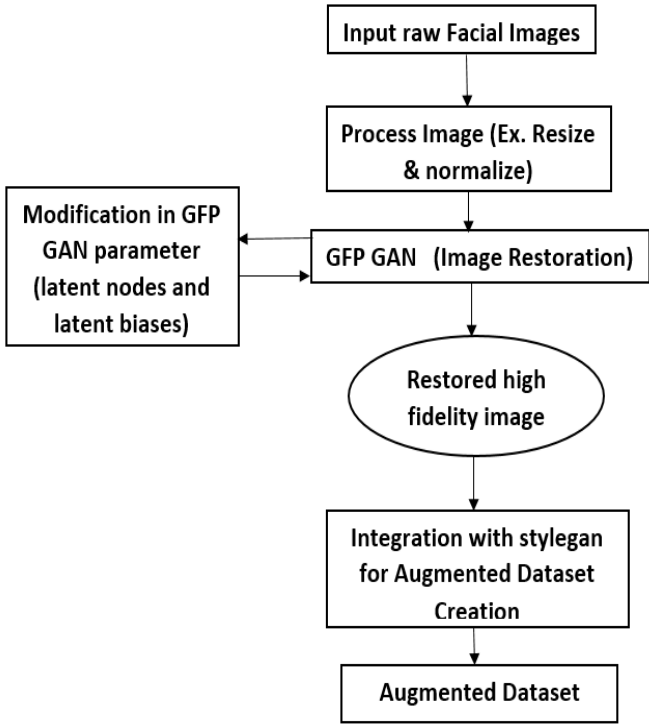 Input raw Facial Images
Process Image (Ex. Resize
& normalize)
Modification in GFP
GAN parameter
(latent nodes and
latent biases)
GFP GAN (Image Restoration)
Restored high
fidelity image
Integration with stylegan
for Augmented Dataset
Creation
Augmented Dataset